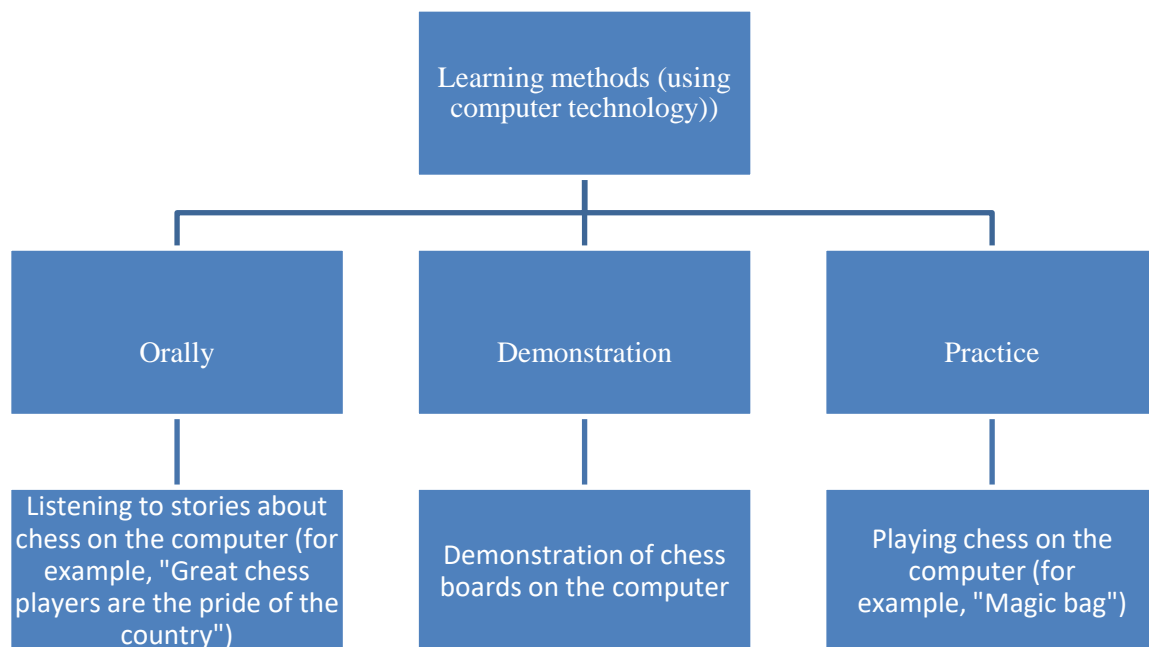 Learning methods (using
computer technology))
Orally
Demonstration
Practice
Listening to stories about
chess on the computer (for
example, "Great chess
players are the pride of the
country")
Demonstration of chess
boards on the computer
Playing chess on the
computer (for
example, "Magic bag")